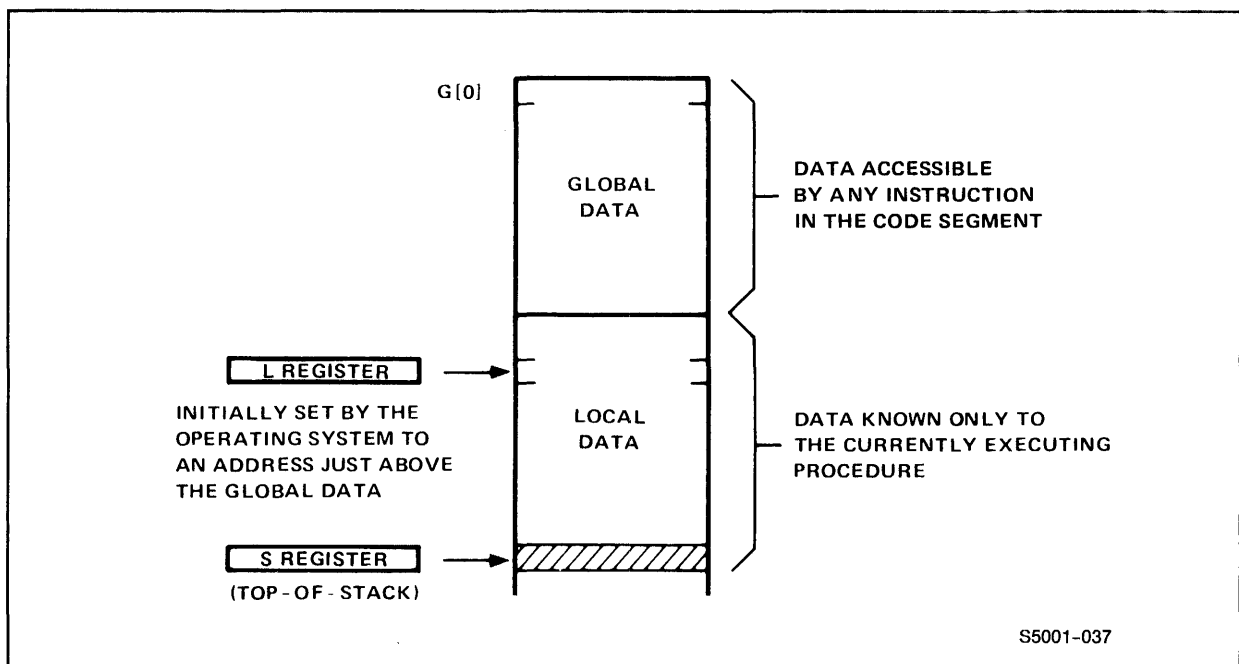 G[0]
GLOBAL
DATA
DATA ACCESSIBLE
BY ANY INSTRUCTION
IN THE CODE SEGMENT
L REGISTER
INITIALLY SET BY THE
OPERATING SYSTEM TO
AN ADDRESS JUST ABOVE
THE GLOBAL DATA
LOCAL
DATA
DATA KNOWN ONLY TO
THE CURRENTLY EXECUTING
PROCEDURE
S REGISTER
(TOP-OF-STACK)
S5001-037